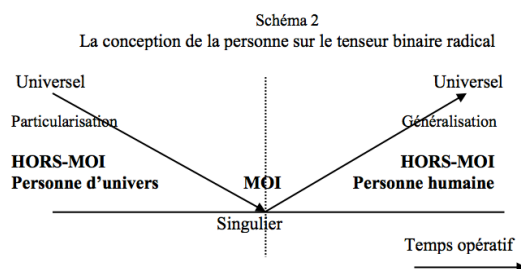 Schéma 2
La conception de la personne sur le tenseur binaire radical
Universel Universel
Particularisation Généralisation
HORS-MOI HORS-MOI
Personne d'univers MOI Personne humaine
Singulier
Temps opératif